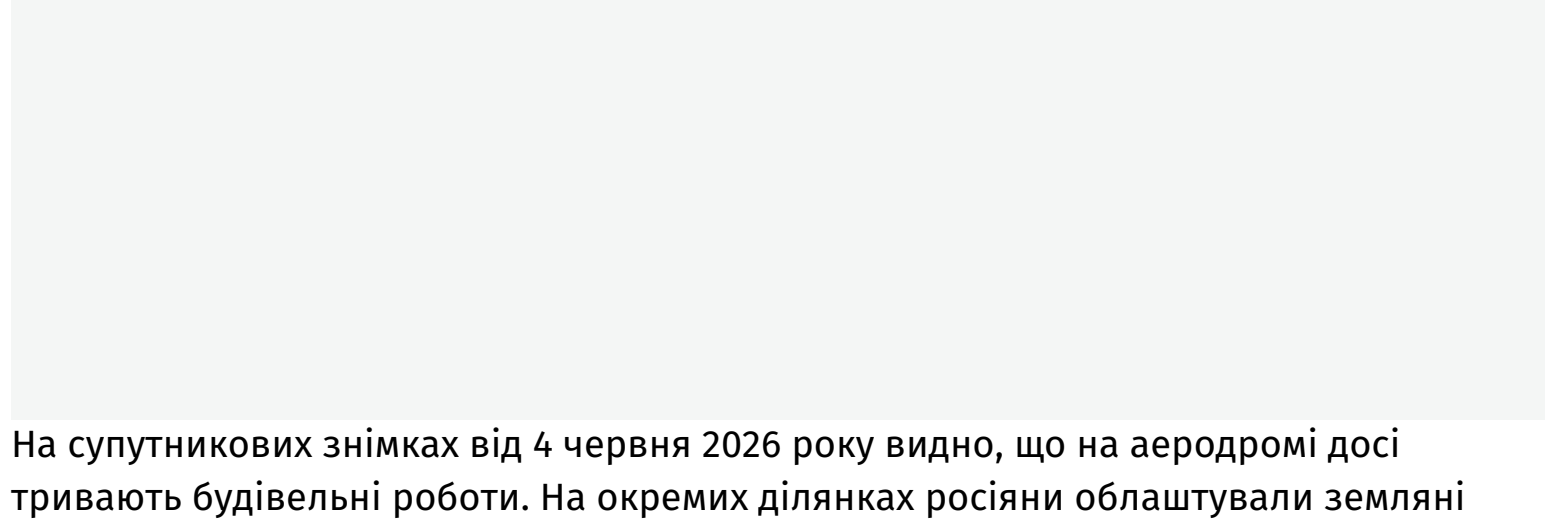 На супутникових знімках від 4 червня 2026 року видно, що на аеродромі досі
тривають будівельні роботи. На окремих ділянках росіяни облаштували земляні